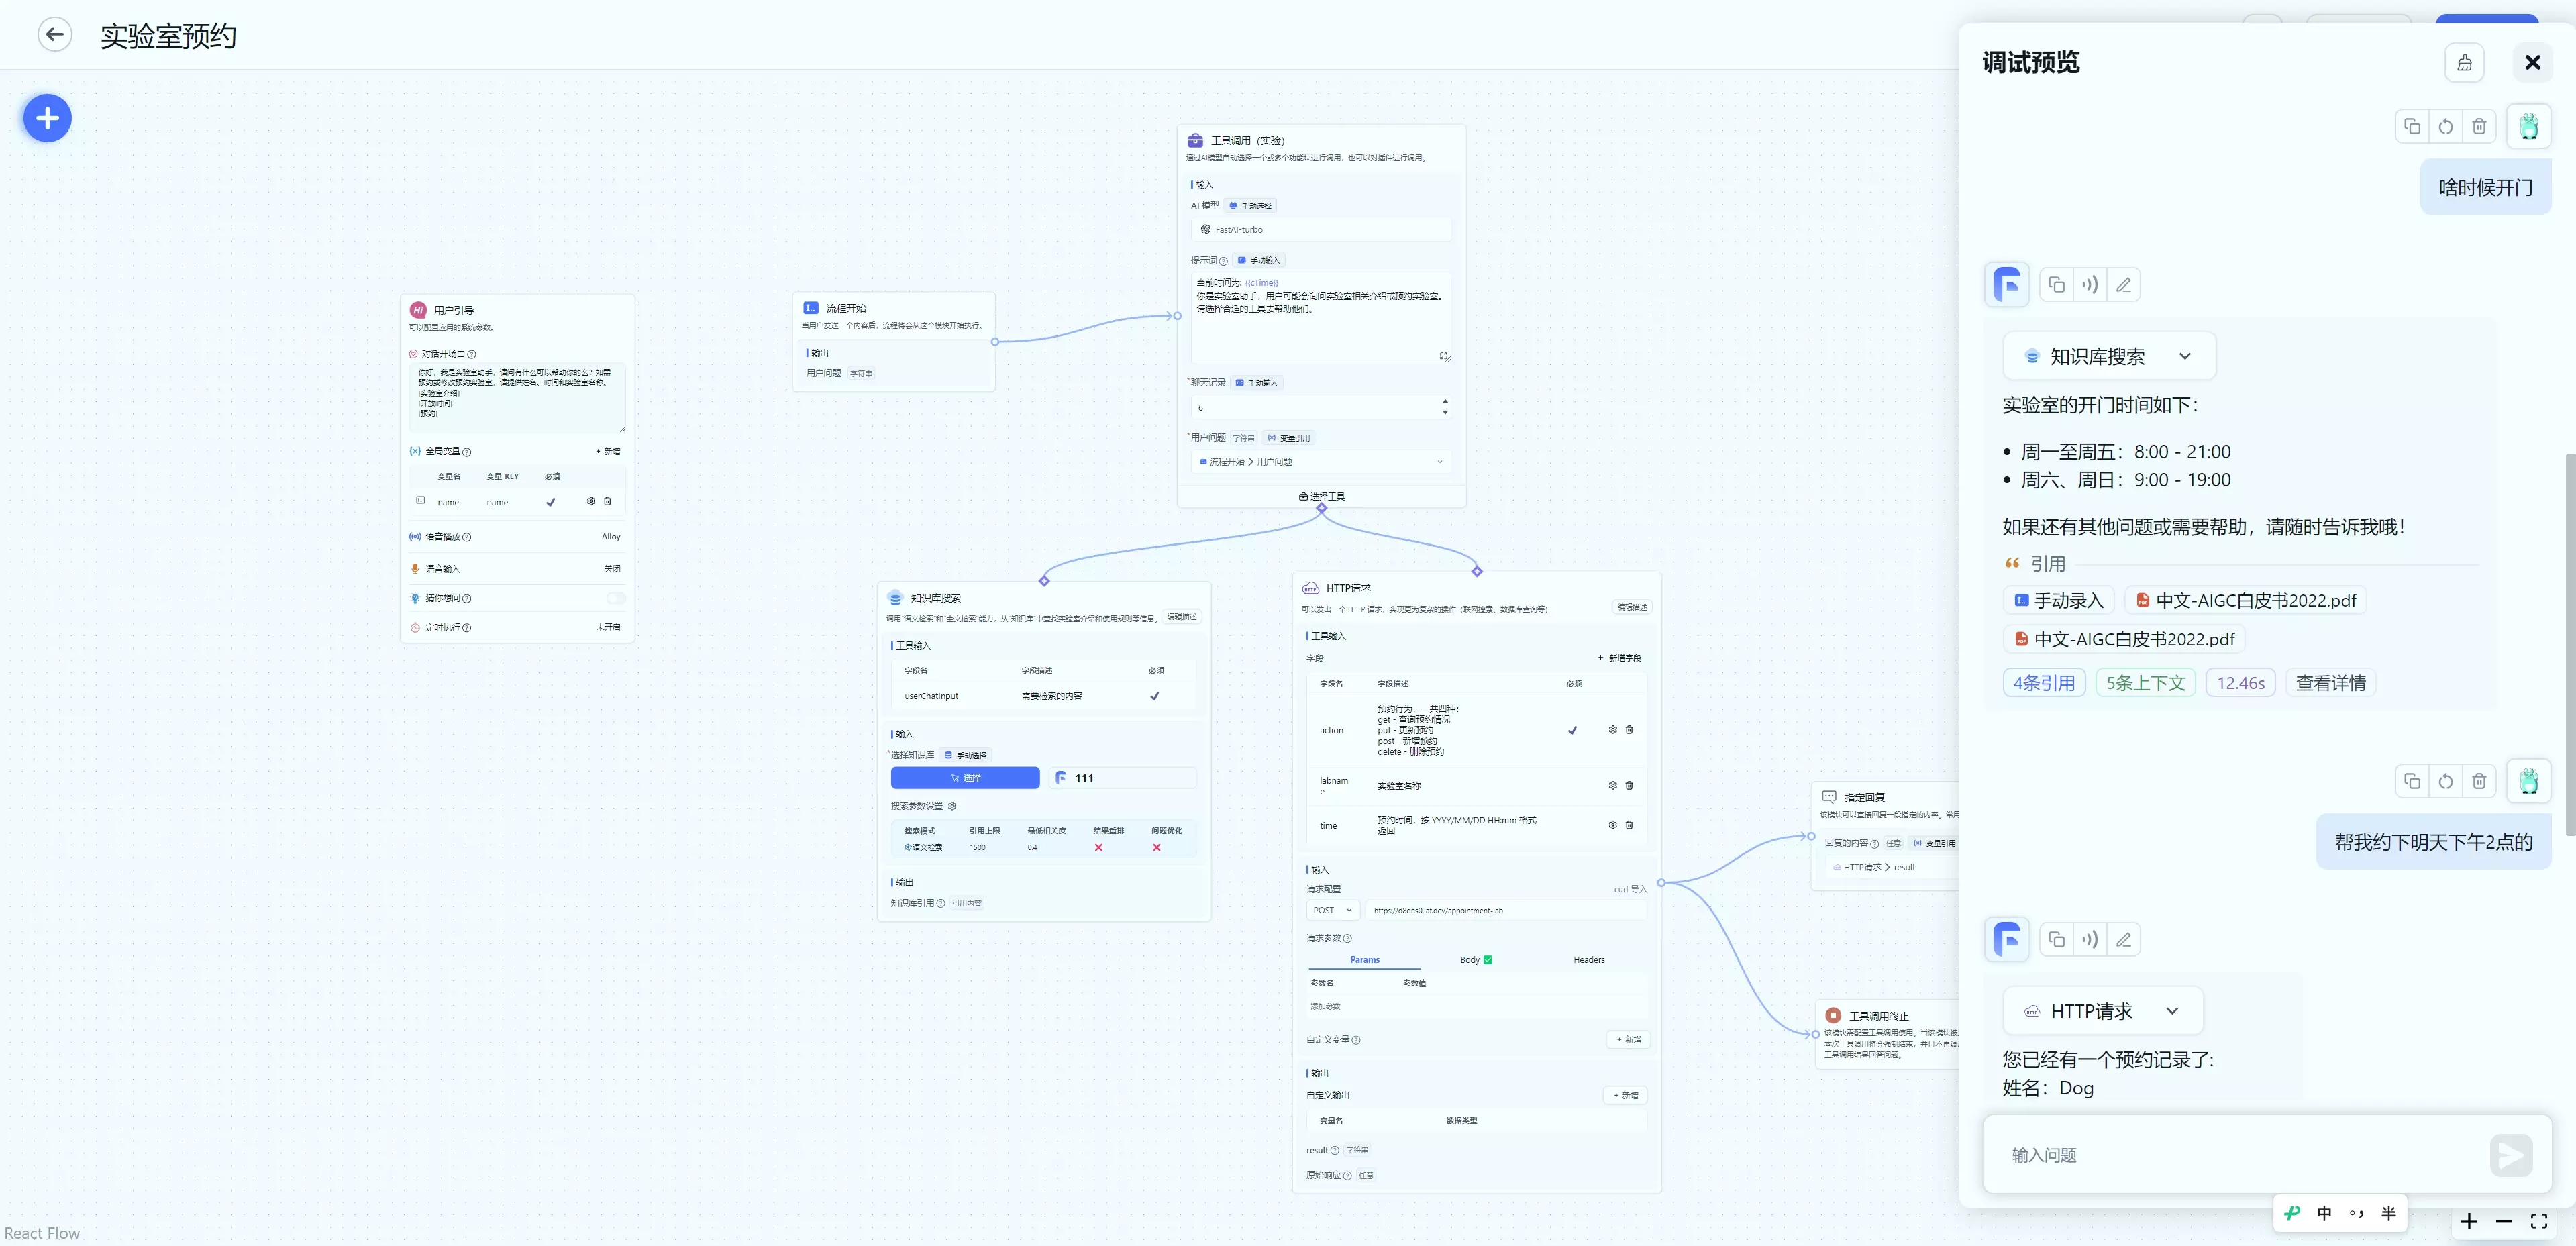 实验室预约
用户引导
可以配置应用的系统参数。
对话开场白
你好，我是实验室助手，请问有什么可以帮助你的么？如需
预约或修改预约实验室，请提供姓名、时间和实验室名称。
[实验室介绍]
[开放时间]
[预约]
全局变量
+ 新增
变量名 变量 KEY 必填
name name
语音播放 Alloy
语音输入 关闭
猜你想问
定时执行 未开启
流程开始
当用户发送一个内容后，流程将会从这个模块开始执行。
输出
用户问题 字符串
工具调用（实验）
通过AI模型自动选择一个或多个功能块进行调用，也可以对插件进行调用。
输入
AI 模型 手动选择
FastAI-turbo
提示词 手动输入
当前时间为: {{cTime}}
你是实验室助手，用户可能会询问实验室相关介绍或预约实验室。
请选择合适的工具去帮助他们。
*聊天记录 手动输入
6
*用户问题 字符串 变量引用
流程开始 > 用户问题
选择工具
知识库搜索
调用"语义检索"和"全文检索"能力，从"知识库"中查找实验室介绍和使用规则等信息。
编辑描述
工具输入
字段名 字段描述 必须
userChatInput 需要检索的内容
输入
*选择知识库 手动选择
选择 111
搜索参数设置
搜索模式 引用上限 最低相关度 结果重排 问题优化
语义检索 1500 0.4
输出
知识库引用 引用内容
HTTP请求
可以发出一个 HTTP 请求，实现更为复杂的操作（联网搜索、数据库查询等）
编辑描述
工具输入
字段 + 新增字段
字段名 字段描述 必须
action
预约行为，一共四种:
get - 查询预约情况
put - 更新预约
post - 新增预约
delete - 删除预约
labnam
e
实验室名称
time
预约时间，按 YYYY/MM/DD HH:mm 格式
返回
输入
请求配置 curl 导入
POST https://d8dns0.laf.dev/appointment-lab
请求参数
Params Body Headers
参数名 参数值
添加参数
自定义变量 + 新增
输出
自定义输出 + 新增
变量名 数据类型
result 字符串
原始响应 任意
指定回复
该模块可以直接回复一段指定的内容。常用
回复的内容 任意 变量引用
HTTP请求 > result
工具调用终止
该模块需配置工具调用使用。当该模块被
本次工具调用将会强制结束，并且不再调
工具调用结果回答问题。
调试预览
啥时候开门
知识库搜索
实验室的开门时间如下：
• 周一至周五：8:00 - 21:00
• 周六、周日：9:00 - 19:00
如果还有其他问题或需要帮助，请随时告诉我哦！
引用
手动录入 中文-AIGC白皮书2022.pdf
中文-AIGC白皮书2022.pdf
4条引用 5条上下文 12.46s 查看详情
帮我约下明天下午2点的
HTTP请求
您已经有一个预约记录了:
姓名：Dog
输入问题
中 半
React Flow